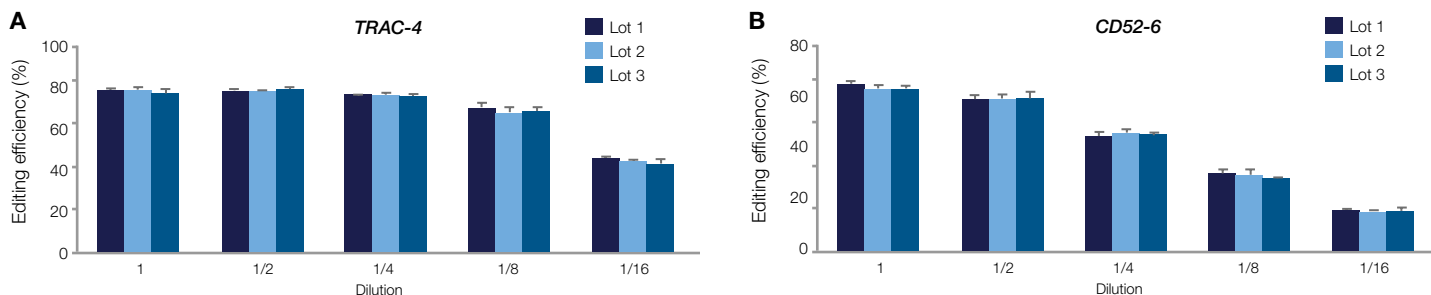 A
TRAC-4
Lot 1
Lot 2
Lot 3
Editing efficiency (%)
100
80
60
40
20
0
1
1/2
1/4
1/8
1/16
Dilution
B
CD52-6
Lot 1
Lot 2
Lot 3
Editing efficiency (%)
80
60
40
20
0
1
1/2
1/4
1/8
1/16
Dilution